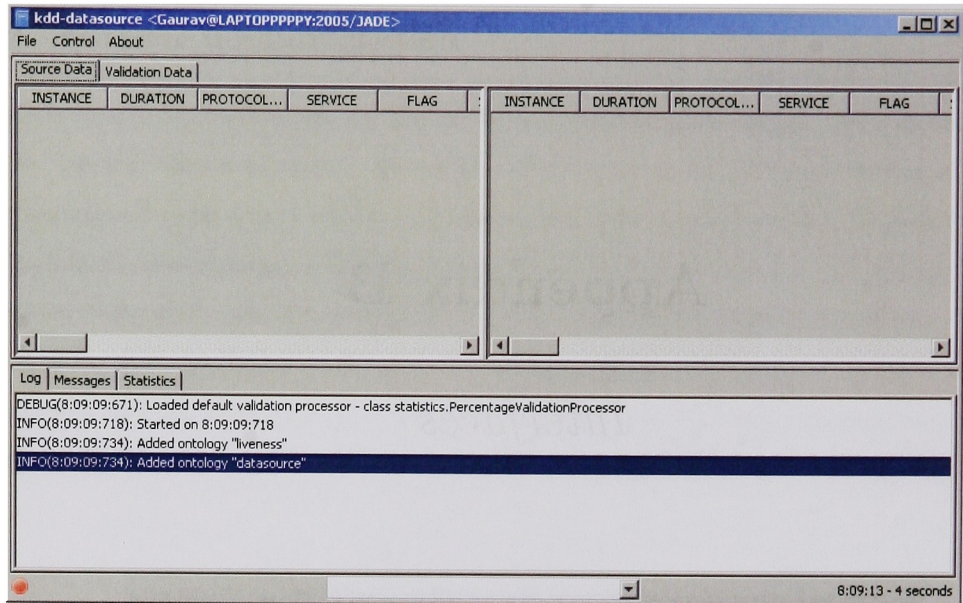 kdd-datasource <Gaurav@LAPTOPPPPPY:2005/JADE>
File Control About
Source Data Validation Data
INSTANCE DURATION PROTOCOL... SERVICE FLAG
INSTANCE DURATION PROTOCOL... SERVICE FLAG
Log Messages Statistics
DEBUG(8:09:09:671): Loaded default validation processor - class statistics.PercentageValidationProcessor
INFO(8:09:09:718): Started on 8:09:09:718
INFO(8:09:09:734): Added ontology "liveness"
INFO(8:09:09:734): Added ontology "datasource"
8:09:13 - 4 seconds